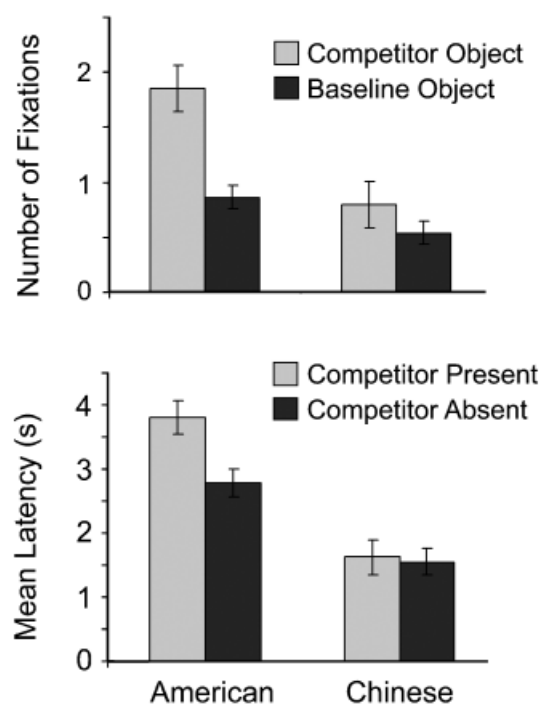 Number of Fixations
2
1
0
Competitor Object
Baseline Object
Mean Latency (s)
4
3
2
1
0
Competitor Present
Competitor Absent
American
Chinese